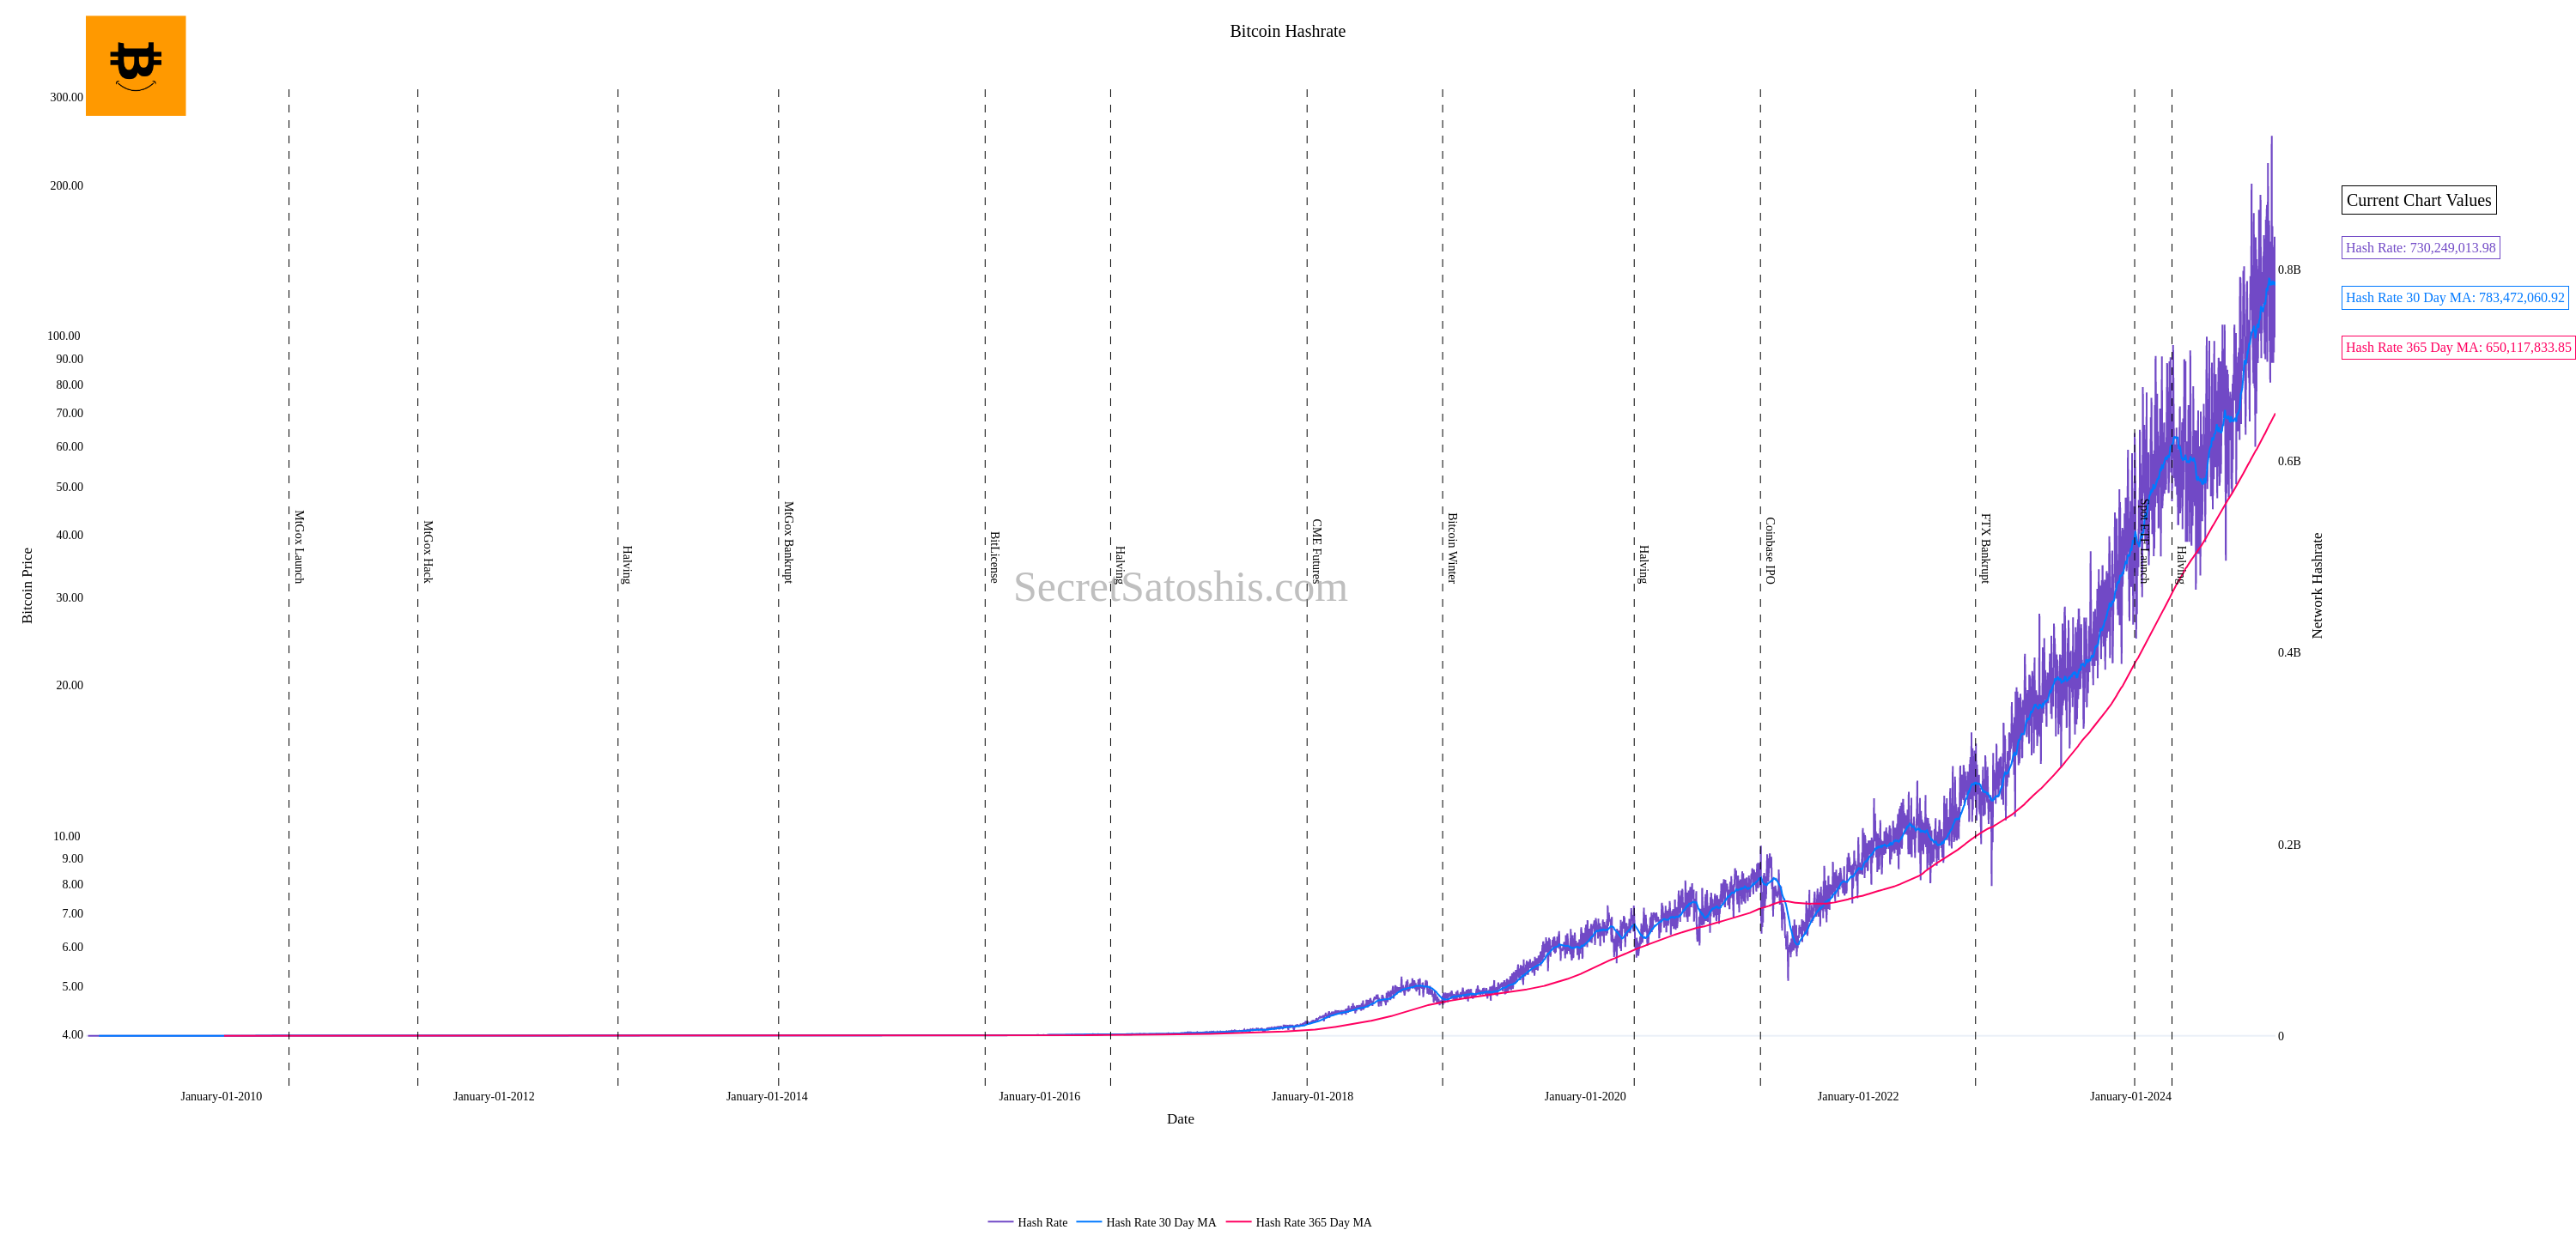 Bitcoin Hashrate
300.00
200.00
100.00
90.00
80.00
70.00
60.00
50.00
40.00
30.00
20.00
10.00
9.00
8.00
7.00
6.00
5.00
4.00
Bitcoin Price
MtGox Launch
MtGox Hack
Halving
MtGox Bankrupt
BitLicense
Halving
CME Futures
Bitcoin Winter
Halving
Coinbase IPO
FTX Bankrupt
Spot ETF Launch
Halving
SecretSatoshis.com
0.8B
0.6B
0.4B
0.2B
0
Network Hashrate
Current Chart Values
Hash Rate: 730,249,013.98
Hash Rate 30 Day MA: 783,472,060.92
Hash Rate 365 Day MA: 650,117,833.85
January-01-2010
January-01-2012
January-01-2014
January-01-2016
January-01-2018
January-01-2020
January-01-2022
January-01-2024
Date
Hash Rate
Hash Rate 30 Day MA
Hash Rate 365 Day MA